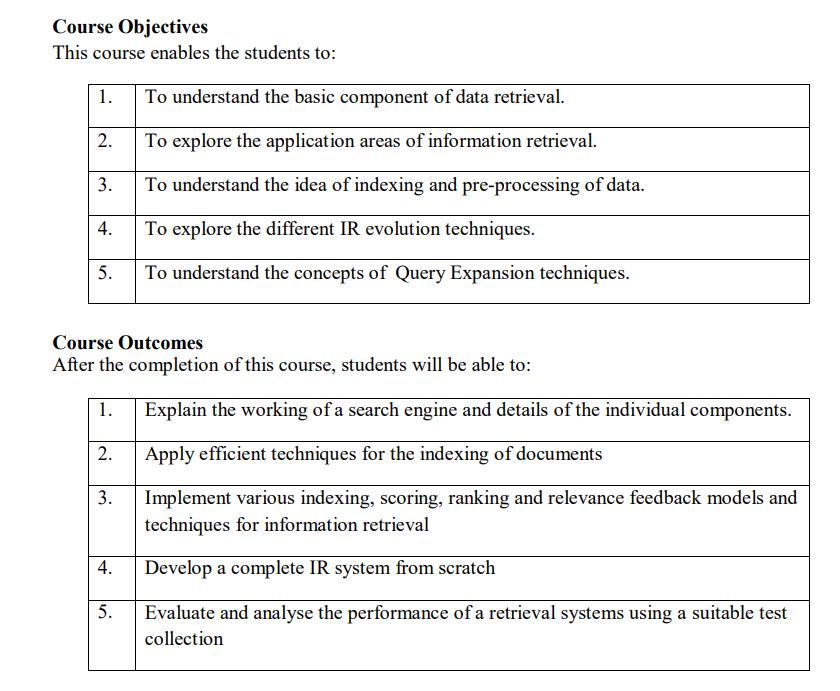 Course Objectives
This course enables the students to:
1. To understand the basic component of data retrieval.
2. To explore the application areas of information retrieval.
3. To understand the idea of indexing and pre-processing of data.
4. To explore the different IR evolution techniques.
5. To understand the concepts of Query Expansion techniques.
Course Outcomes
After the completion of this course, students will be able to:
1. Explain the working of a search engine and details of the individual components.
2. Apply efficient techniques for the indexing of documents
3. Implement various indexing, scoring, ranking and relevance feedback models and
techniques for information retrieval
4. Develop a complete IR system from scratch
5. Evaluate and analyse the performance of a retrieval systems using a suitable test
collection